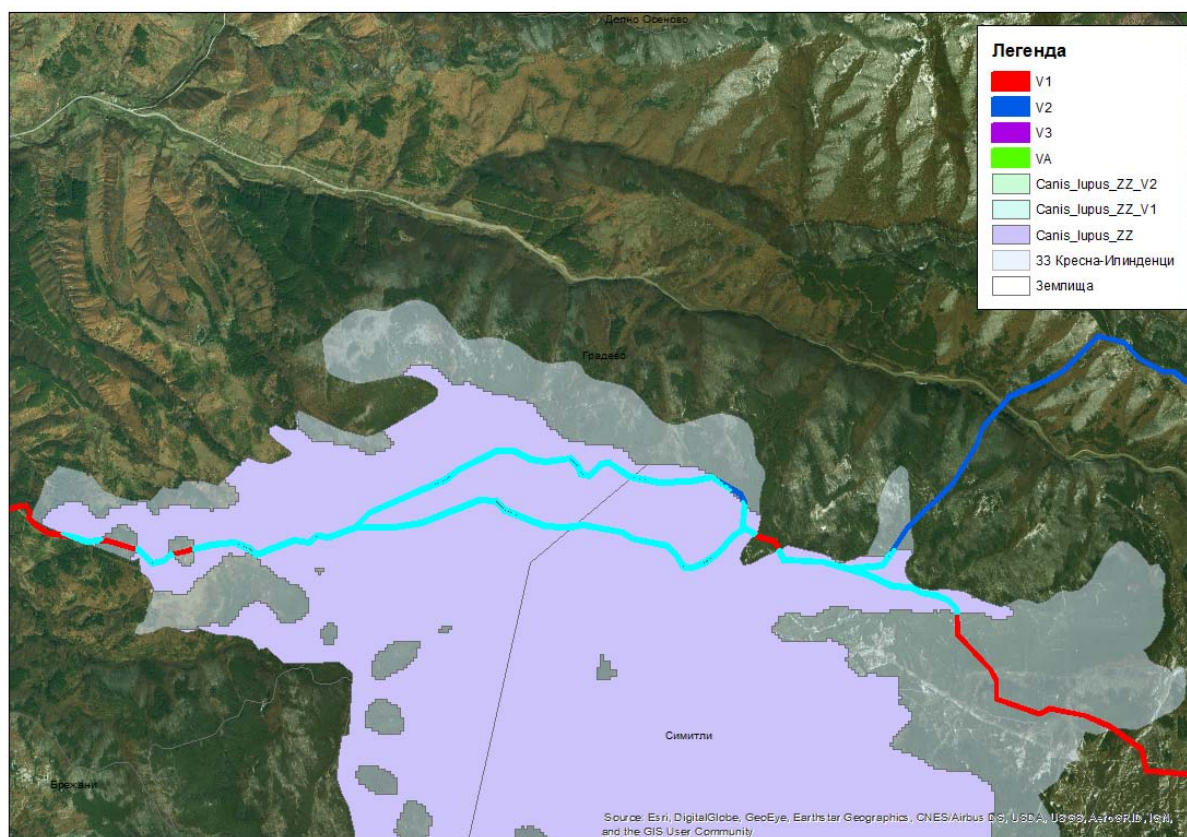 Долно Осеново
Легенда
V1
V2
V3
VA
Canis_lupus_ZZ_V2
Canis_lupus_ZZ_V1
Canis_lupus_ZZ
ЗЗ Кресна-Илинденци
Землища
Градево
Симитли
Брежани
Source: Esri, DigitalGlobe, GeoEye, Earthstar Geographics, CNES/Airbus DS, USDA, USGS, AeroGRID, IGN,
and the GIS User Community